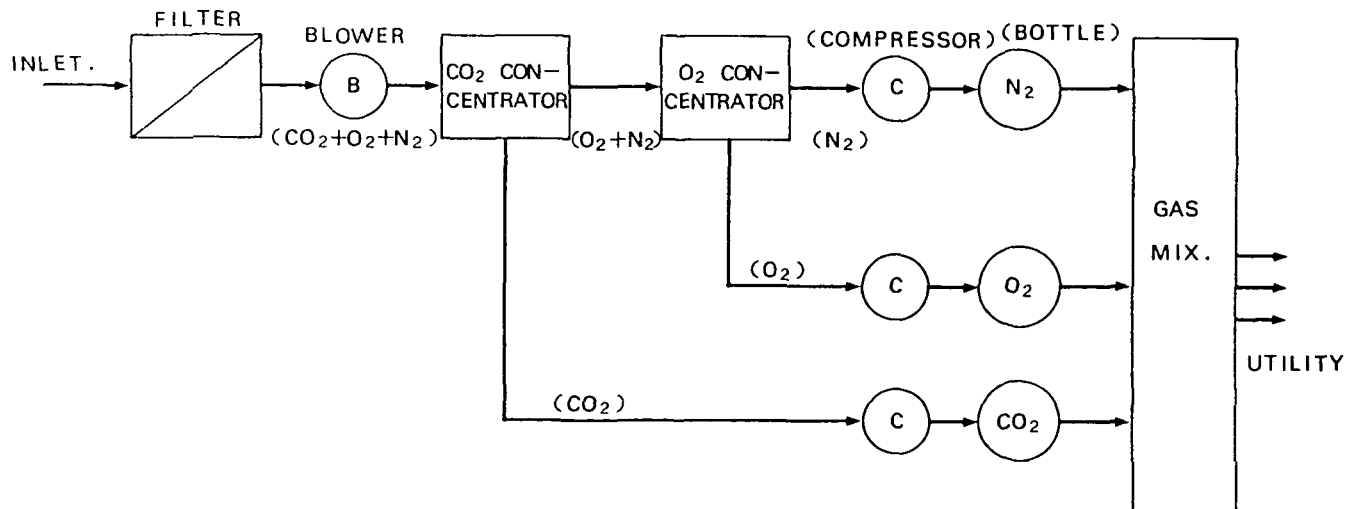 FILTER
INLET.
BLOWER
B
(CO₂+O₂+N₂)
CO₂ CON-
CENTRATOR
(O₂+N₂)
O₂ CON-
CENTRATOR
(N₂)
(COMPRESSOR)
(BOTTLE)
C
N₂
(O₂)
C
O₂
(CO₂)
C
CO₂
GAS
MIX.
UTILITY